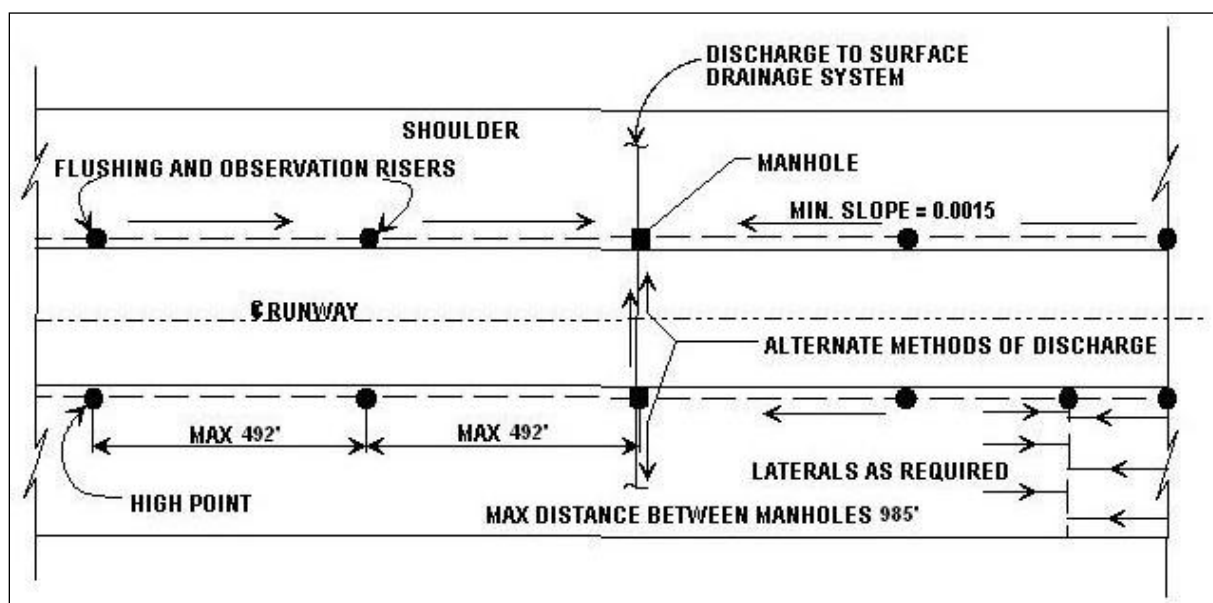 DISCHARGE TO SURFACE
DRAINAGE SYSTEM
SHOULDER
FLUSHING AND OBSERVATION RISERS
MANHOLE
MIN. SLOPE = 0.0015
℄ RUNWAY
ALTERNATE METHODS OF DISCHARGE
MAX 492'
MAX 492'
LATERALS AS REQUIRED
HIGH POINT
MAX DISTANCE BETWEEN MANHOLES 985'